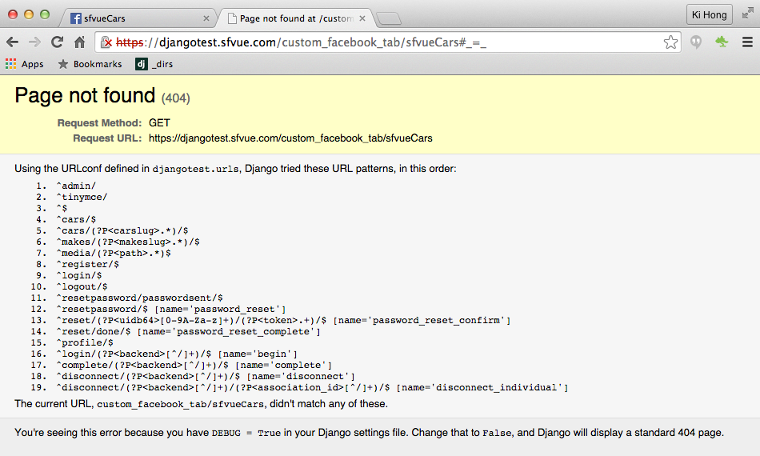 sfvueCars
Page not found at /custom
Ki Hong
https://djangotest.sfvue.com/custom_facebook_tab/sfvueCars#_=_
Apps
Bookmarks
dj
_dirs
Page not found (404)
Request Method: GET
Request URL: https://djangotest.sfvue.com/custom_facebook_tab/sfvueCars
Using the URLconf defined in djangotest.urls, Django tried these URL patterns, in this order:
1. ^admin/
2. ^tinymce/
3. ^$
4. ^cars/$
5. ^cars/(?P<carslug>.*)/$
6. ^makes/(?P<makeslug>.*)/$
7. ^media/(?P<path>.*)$
8. ^register/$
9. ^login/$
10. ^logout/$
11. ^resetpassword/passwordsent/$
12. ^resetpassword/$ [name='password_reset']
13. ^reset/(?P<uidb64>[0-9A-Za-z]+)/(?P<token>.+)/$ [name='password_reset_confirm']
14. ^reset/done/$ [name='password_reset_complete']
15. ^profile/$
16. ^login/(?P<backend>[^/]+)/$ [name='begin']
17. ^complete/(?P<backend>[^/]+)/$ [name='complete']
18. ^disconnect/(?P<backend>[^/]+)/$ [name='disconnect']
19. ^disconnect/(?P<backend>[^/]+)/(?P<association_id>[^/]+)/$ [name='disconnect_individual']
The current URL, custom_facebook_tab/sfvueCars, didn't match any of these.
You're seeing this error because you have DEBUG = True in your Django settings file. Change that to False, and Django will display a standard 404 page.